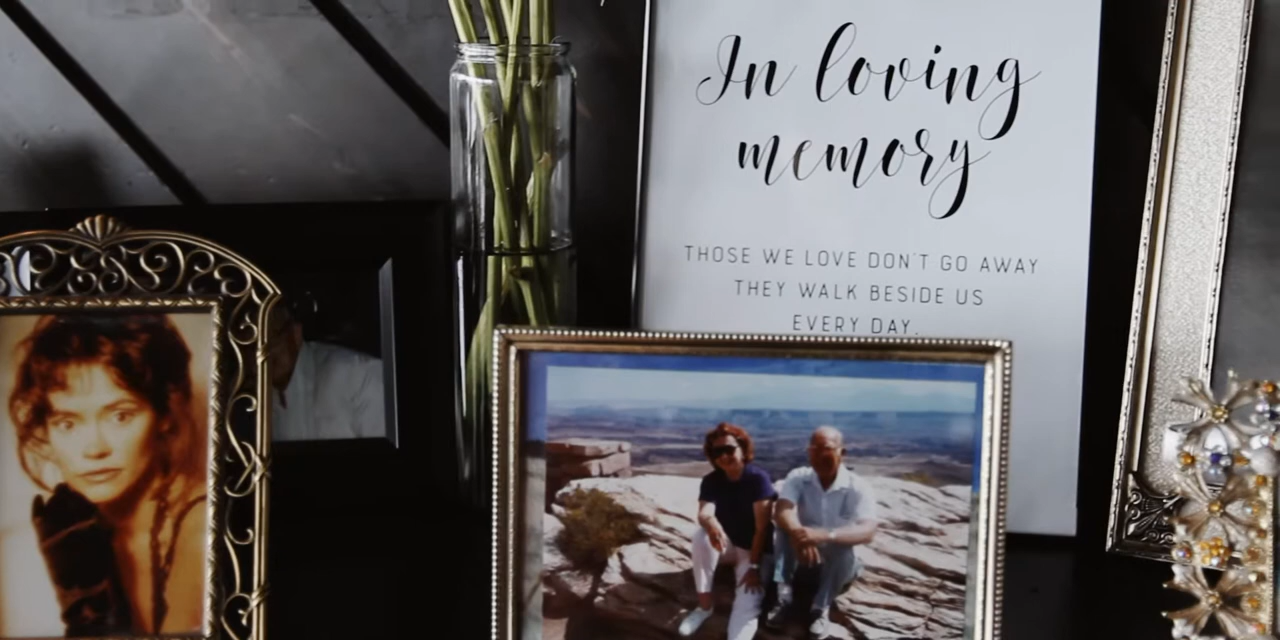 In loving
memory
THOSE WE LOVE DON'T GO AWAY
THEY WALK BESIDE US
EVERY DAY.